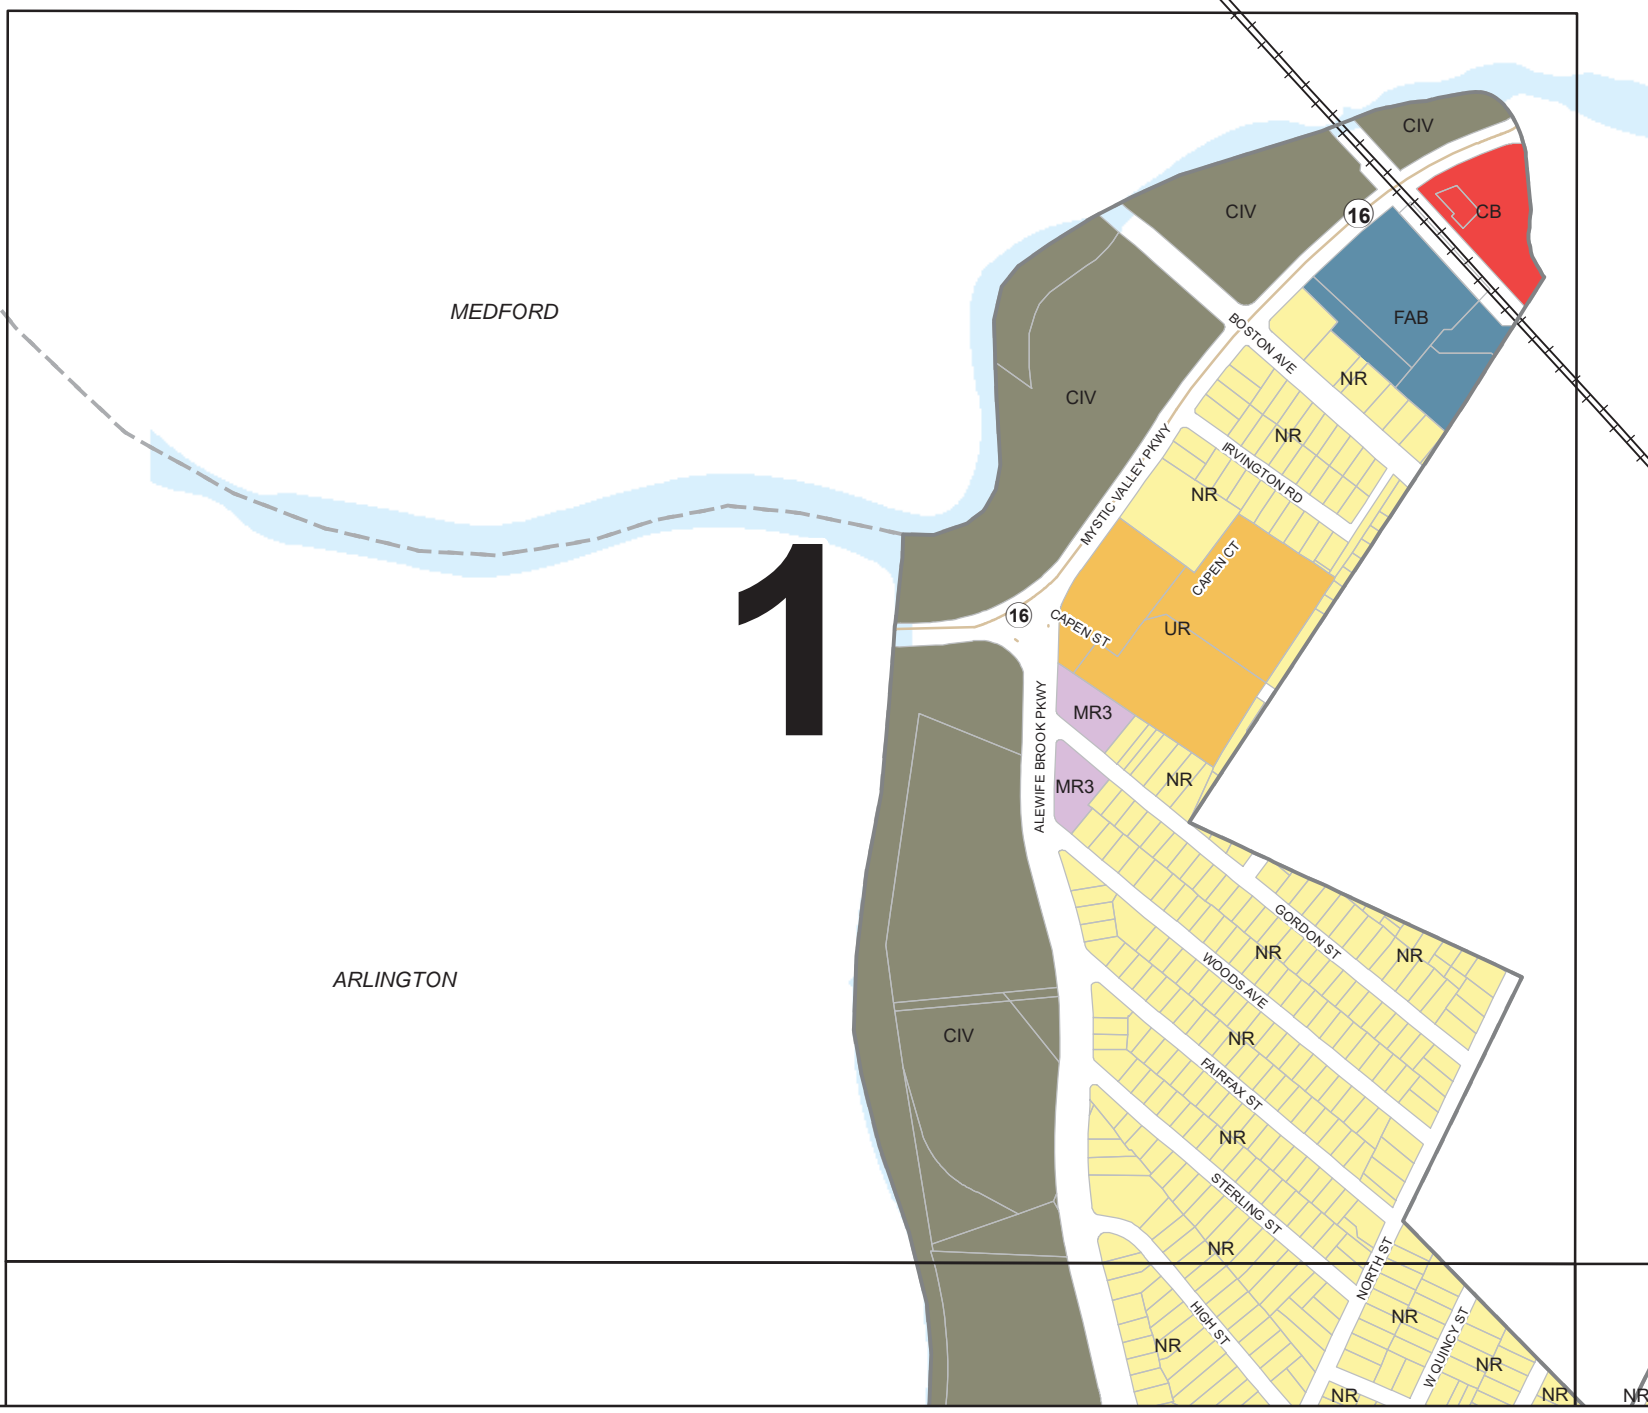 CIV
CIV
16
CB
MEDFORD
FAB
BOSTON AVE
NR
CIV
NR
MYSTIC VALLEY PKWY
IRVINGTON RD
NR
1
CAPEN CT
16
CAPEN ST
UR
ALEWIFE BROOK PKWY
MR3
NR
MR3
GORDON ST
NR
NR
WOODS AVE
ARLINGTON
CIV
NR
FAIRFAX ST
NR
STERLING ST
NR
NORTH ST
HIGH ST
NR
NR
W QUINCY ST
NR
NR
NR
NR